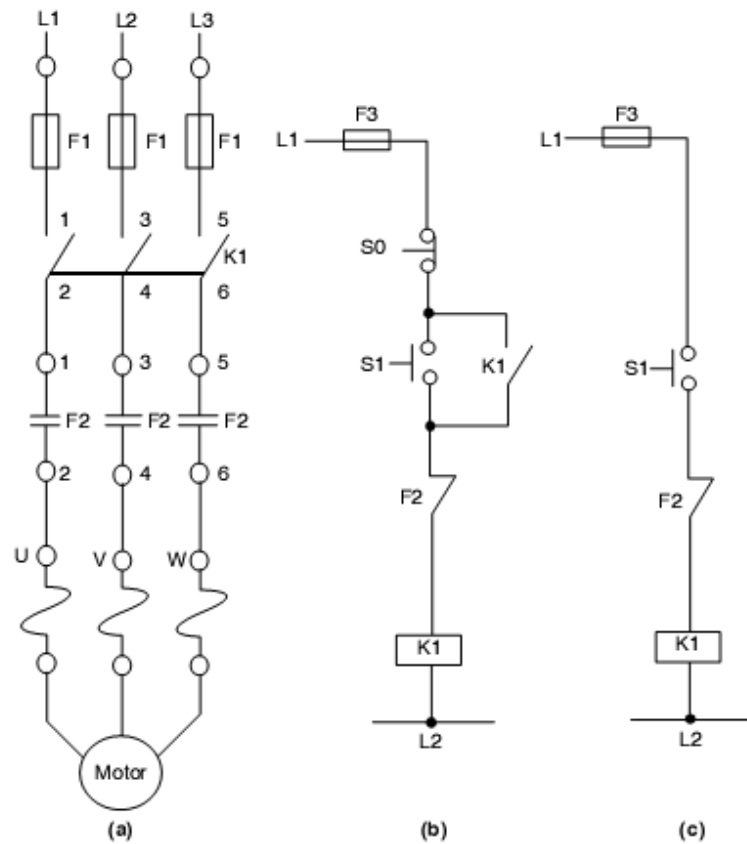 L1 L2 L3
F1 F1 F1
1 3 5
K1
2 4 6
1 3 5
F2 F2 F2
2 4 6
U V W
Motor
(a)
F3
L1
S0
S1 K1
F2
K1
L2
(b)
F3
L1
S1
F2
K1
L2
(c)